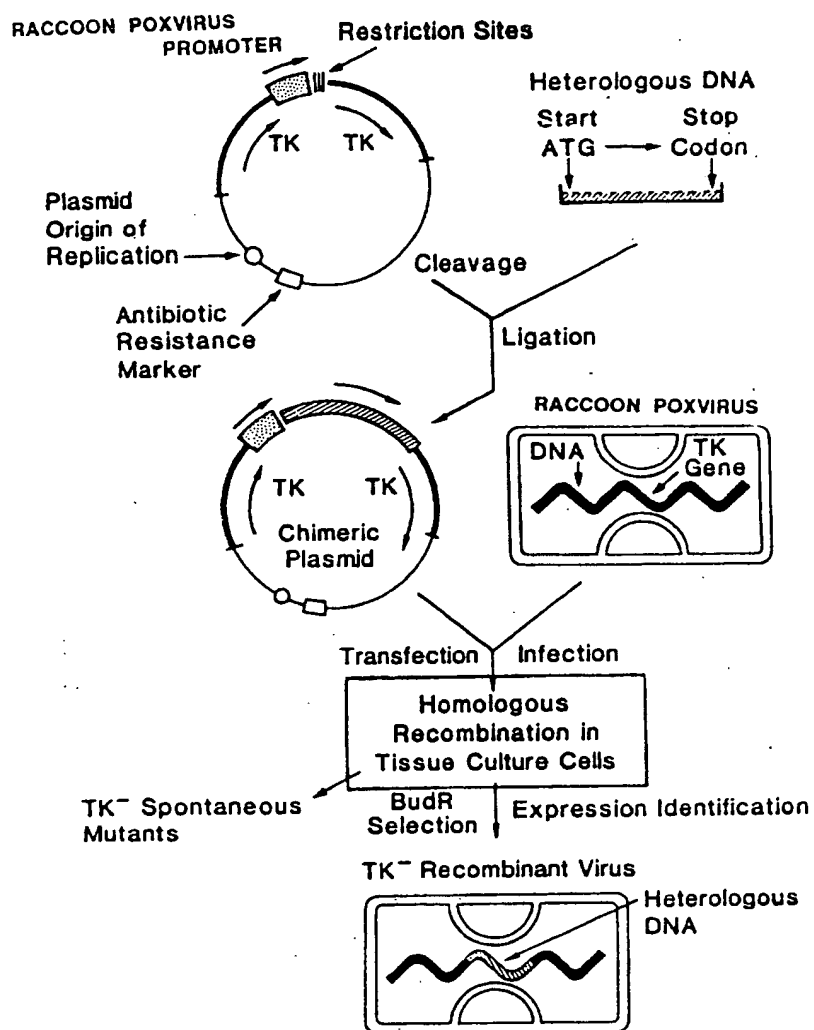 RACCOON POXVIRUS
PROMOTER
Restriction Sites
Heterologous DNA
Start Stop
ATG Codon
TK TK
Plasmid
Origin of
Replication
Antibiotic
Resistance
Marker
Cleavage
Ligation
RACCOON POXVIRUS
DNA TK
Gene
TK TK
Chimeric
Plasmid
Transfection Infection
Homologous
Recombination in
Tissue Culture Cells
TK⁻ Spontaneous
Mutants
BudR
Selection
Expression Identification
TK⁻ Recombinant Virus
Heterologous
DNA